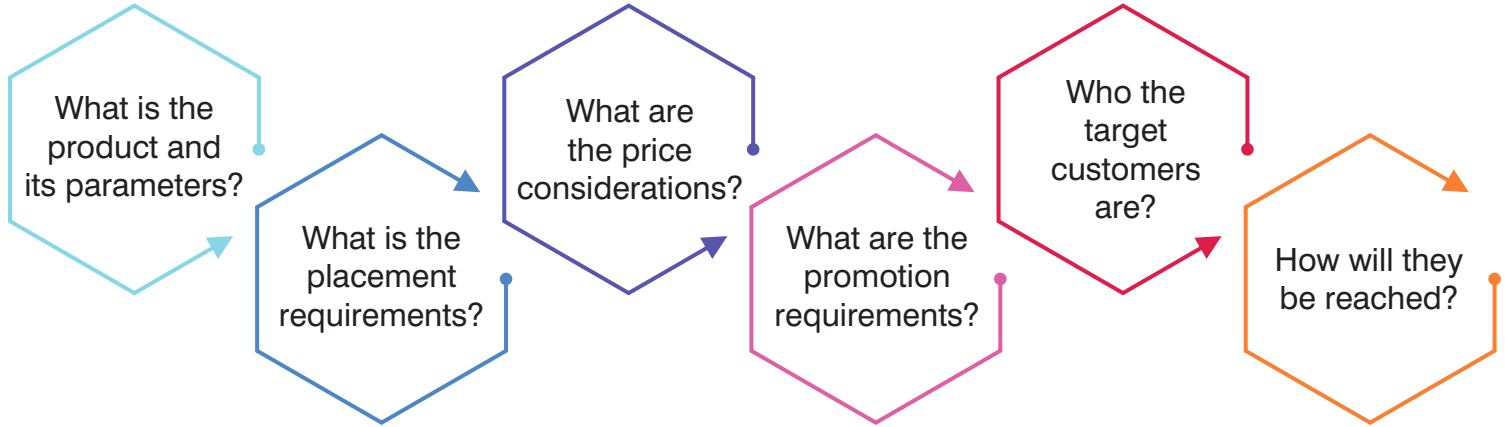 What is the
product and
its parameters?
What is the
placement
requirements?
What are
the price
considerations?
What are the
promotion
requirements?
Who the
target
customers
are?
How will they
be reached?